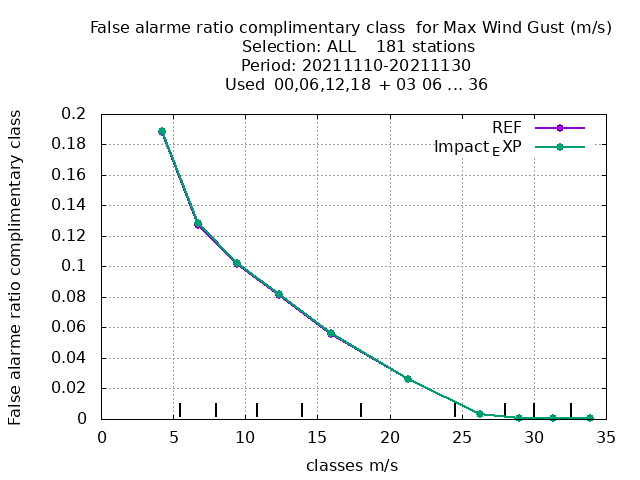 False alarme ratio complimentary class  for Max Wind Gust (m/s)
Selection: ALL    181 stations
Period: 20211110-20211130
Used  00,06,12,18  + 03 06 ... 36
False alarme ratio complimentary class
0.2
0.18
0.16
0.14
0.12
0.1
0.08
0.06
0.04
0.02
0
REF
Impact_EXP
0 5 10 15 20 25 30 35
classes m/s